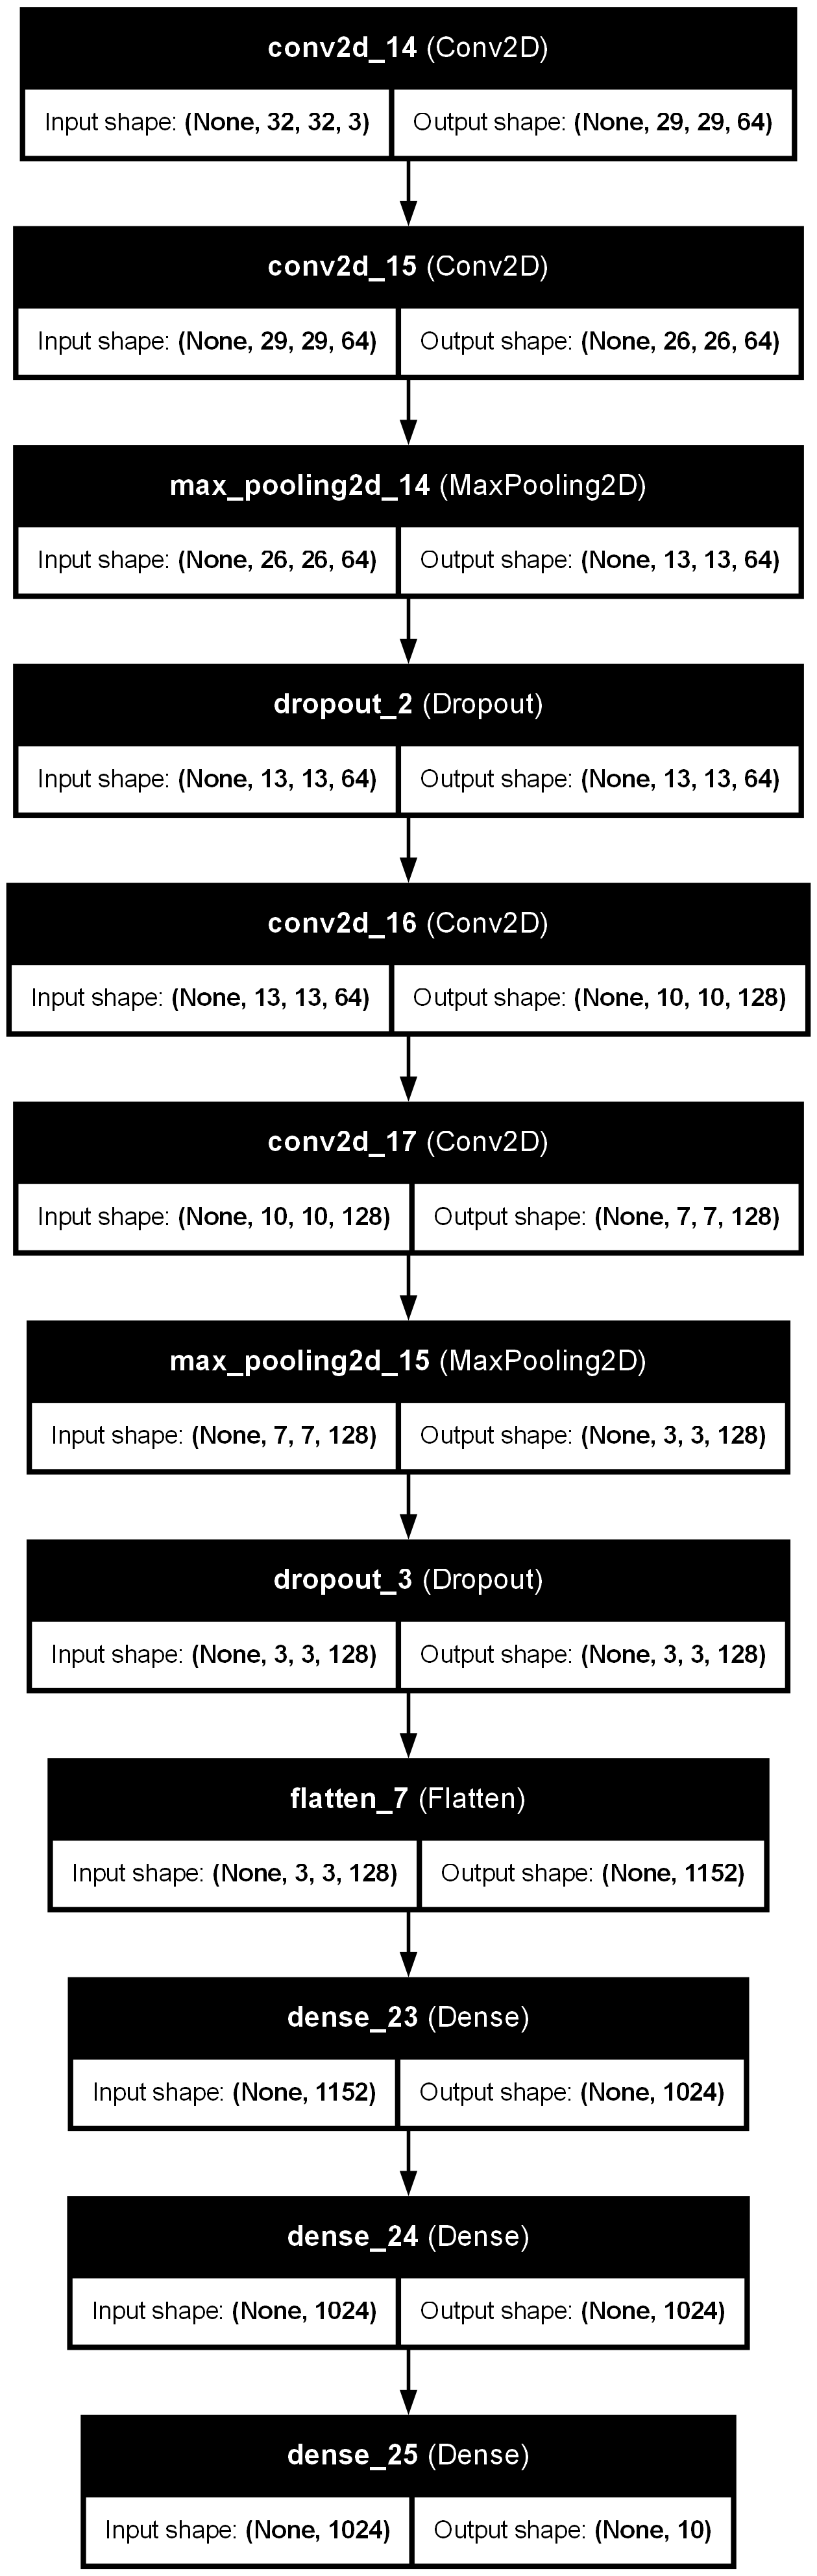 conv2d_14 (Conv2D)
Input shape: (None, 32, 32, 3) Output shape: (None, 29, 29, 64)
conv2d_15 (Conv2D)
Input shape: (None, 29, 29, 64) Output shape: (None, 26, 26, 64)
max_pooling2d_14 (MaxPooling2D)
Input shape: (None, 26, 26, 64) Output shape: (None, 13, 13, 64)
dropout_2 (Dropout)
Input shape: (None, 13, 13, 64) Output shape: (None, 13, 13, 64)
conv2d_16 (Conv2D)
Input shape: (None, 13, 13, 64) Output shape: (None, 10, 10, 128)
conv2d_17 (Conv2D)
Input shape: (None, 10, 10, 128) Output shape: (None, 7, 7, 128)
max_pooling2d_15 (MaxPooling2D)
Input shape: (None, 7, 7, 128) Output shape: (None, 3, 3, 128)
dropout_3 (Dropout)
Input shape: (None, 3, 3, 128) Output shape: (None, 3, 3, 128)
flatten_7 (Flatten)
Input shape: (None, 3, 3, 128) Output shape: (None, 1152)
dense_23 (Dense)
Input shape: (None, 1152) Output shape: (None, 1024)
dense_24 (Dense)
Input shape: (None, 1024) Output shape: (None, 1024)
dense_25 (Dense)
Input shape: (None, 1024) Output shape: (None, 10)